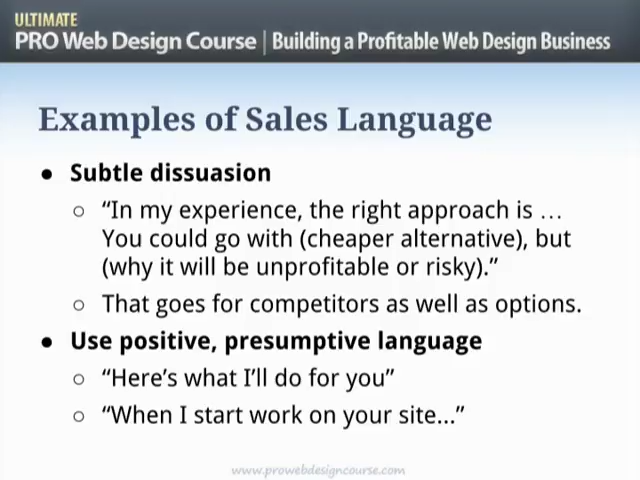 ULTIMATE
PRO Web Design Course | Building a Profitable Web Design Business
Examples of Sales Language
● Subtle dissuasion
○ “In my experience, the right approach is …
You could go with (cheaper alternative), but
(why it will be unprofitable or risky).”
○ That goes for competitors as well as options.
● Use positive, presumptive language
○ “Here’s what I’ll do for you”
○ “When I start work on your site...”
www.prowebdesigncourse.com